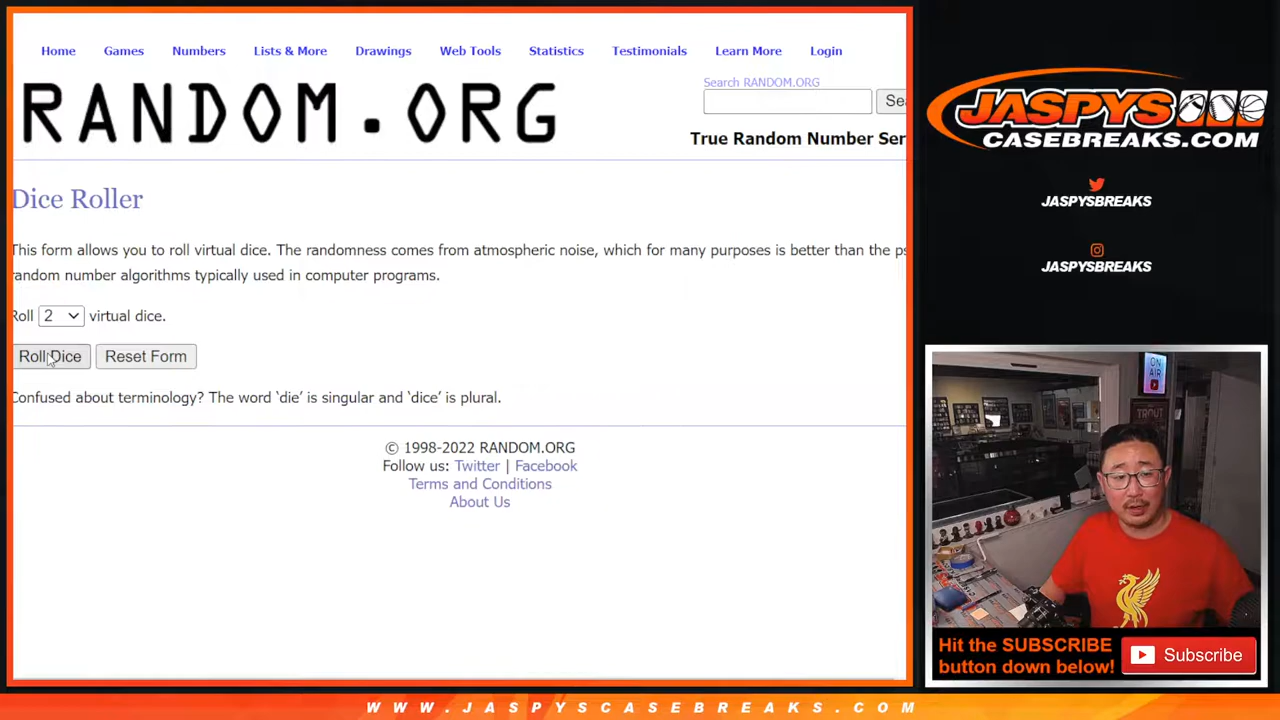 Home Games Numbers Lists & More Drawings Web Tools Statistics Testimonials Learn More Login
RANDOM.ORG
Search RANDOM.ORG
Sea
True Random Number Ser
Dice Roller
This form allows you to roll virtual dice. The randomness comes from atmospheric noise, which for many purposes is better than the ps
random number algorithms typically used in computer programs.
Roll 2 virtual dice.
Roll Dice Reset Form
Confused about terminology? The word ‘die’ is singular and ‘dice’ is plural.
© 1998-2022 RANDOM.ORG
Follow us: Twitter | Facebook
Terms and Conditions
About Us
JASPYS
CASEBREAKS.COM
JASPYSBREAKS
JASPYSBREAKS
ON
AIR
TROUT
Hit the SUBSCRIBE
button down below!
Subscribe
WWW.JASPYSCASEBREAKS.COM